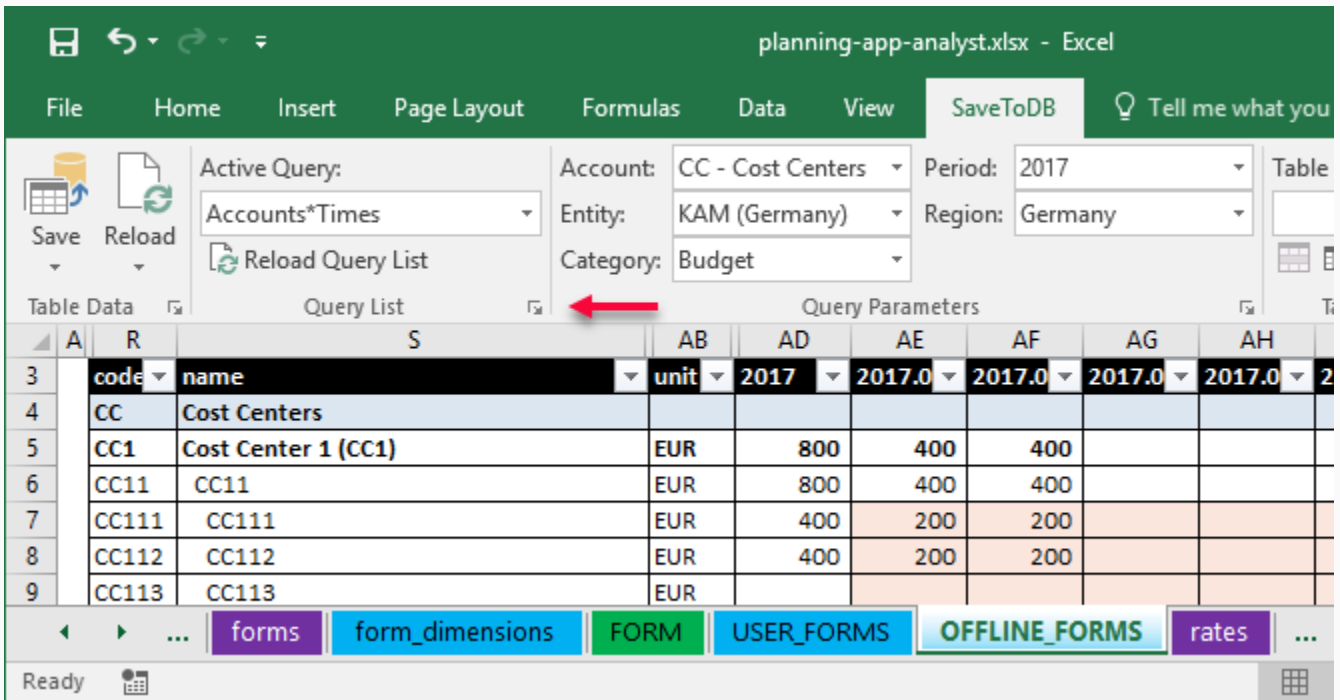 planning-app-analyst.xlsx - Excel
File Home Insert Page Layout Formulas Data View SaveToDB Tell me what you
Active Query: Account: CC - Cost Centers Period: 2017 Table
Accounts*Times Entity: KAM (Germany) Region: Germany
Save Reload Reload Query List Category: Budget
Table Data Query List Query Parameters
A R S AB AD AE AF AG AH
3 code name unit 2017 2017.0 2017.0 2017.0 2017.0 2
4 CC Cost Centers
5 CC1 Cost Center 1 (CC1) EUR 800 400 400
6 CC11 CC11 EUR 800 400 400
7 CC111 CC111 EUR 400 200 200
8 CC112 CC112 EUR 400 200 200
9 CC113 CC113 EUR
... forms form_dimensions FORM USER_FORMS OFFLINE_FORMS rates ...
Ready